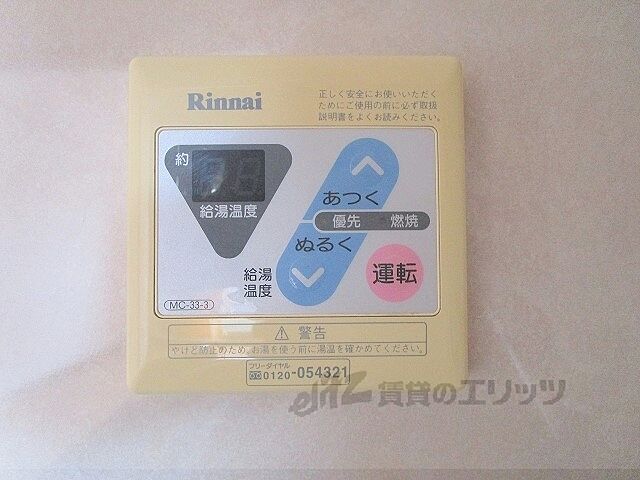 Rinnai
正しく安全にお使いいただく
ためにご使用の前に必ず取扱
説明書をよくお読みください。
約
給湯温度
あつく
優先 燃焼
ぬるく
給湯
温度
運転
MC-33-3
⚠ 警告
やけど防止のため、お湯を使う前に湯温を確かめてください。
フリーダイヤル
0120-054321
賃貸のエリッツ